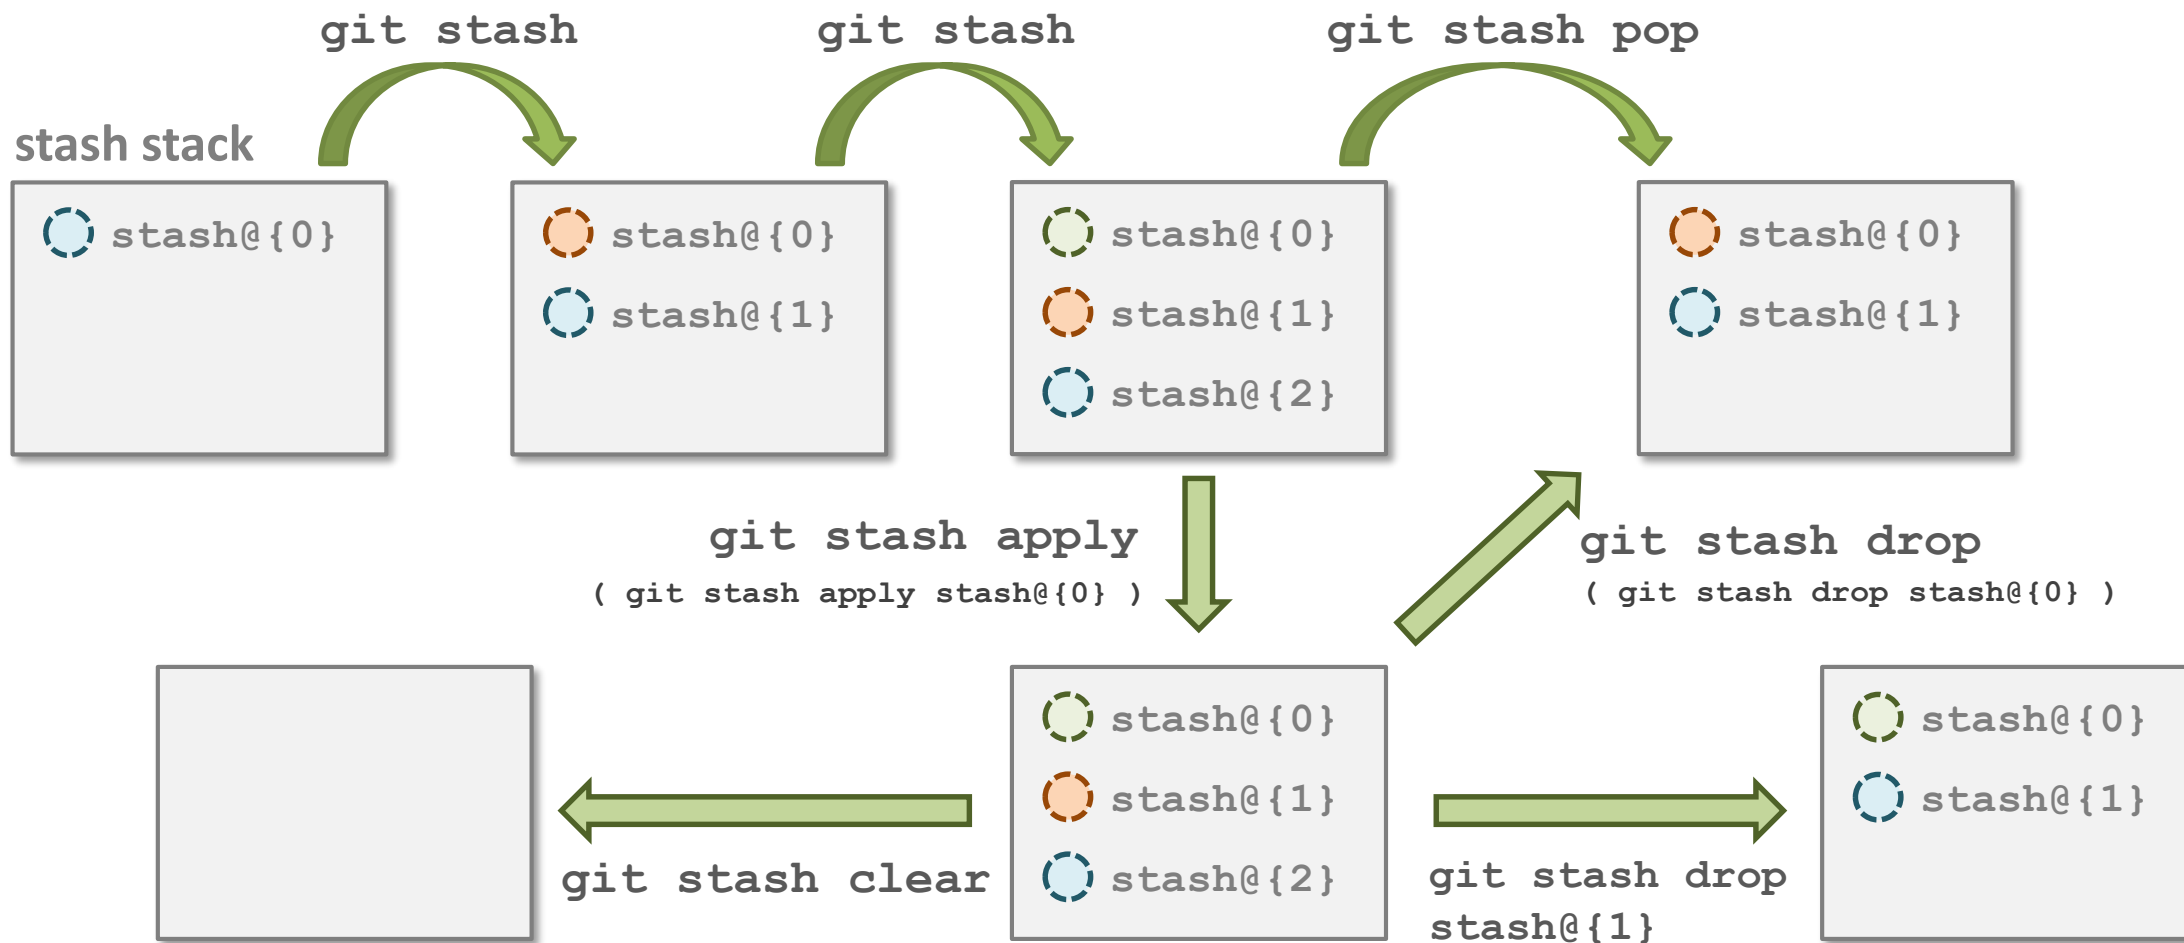 git stash
git stash
git stash pop
stash stack
stash@{0}
stash@{0}
stash@{1}
stash@{0}
stash@{1}
stash@{2}
stash@{0}
stash@{1}
git stash apply
( git stash apply stash@{0} )
git stash drop
( git stash drop stash@{0} )
git stash clear
stash@{0}
stash@{1}
stash@{2}
git stash drop
stash@{1}
stash@{0}
stash@{1}